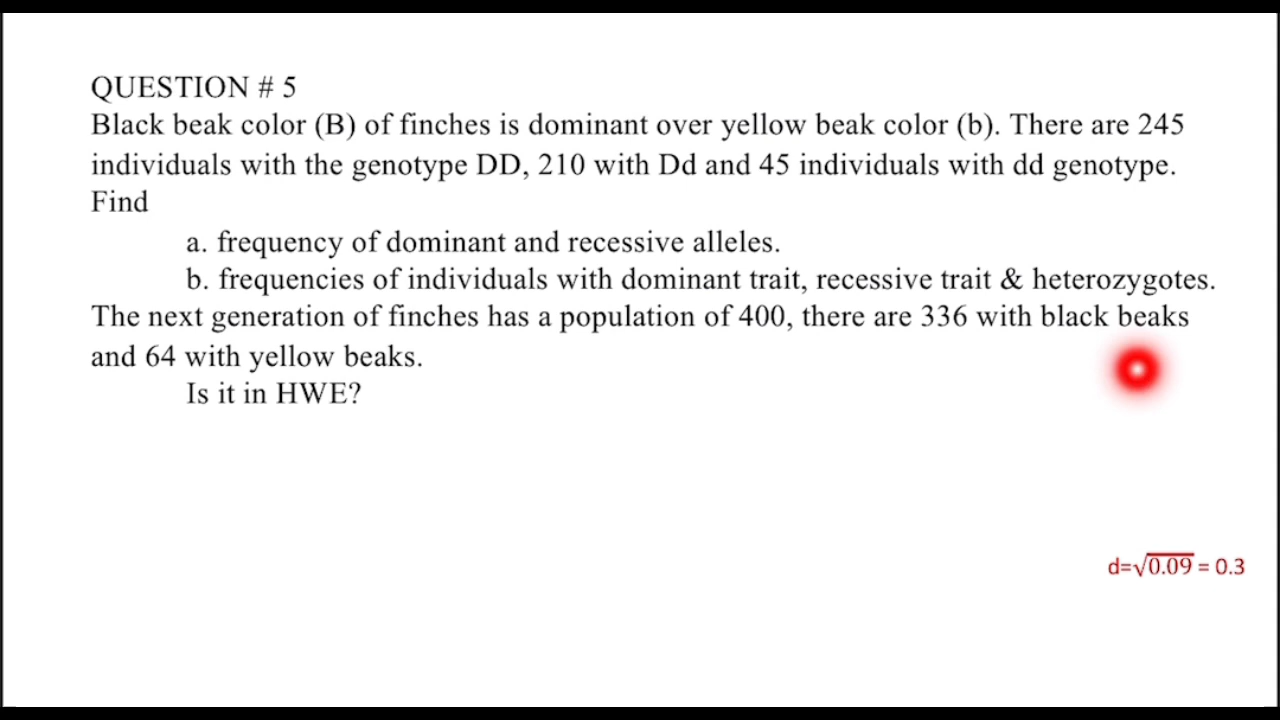 QUESTION # 5
Black beak color (B) of finches is dominant over yellow beak color (b). There are 245
individuals with the genotype DD, 210 with Dd and 45 individuals with dd genotype.
Find
a. frequency of dominant and recessive alleles.
b. frequencies of individuals with dominant trait, recessive trait & heterozygotes.
The next generation of finches has a population of 400, there are 336 with black beaks
and 64 with yellow beaks.
Is it in HWE?
d=√0.09 = 0.3